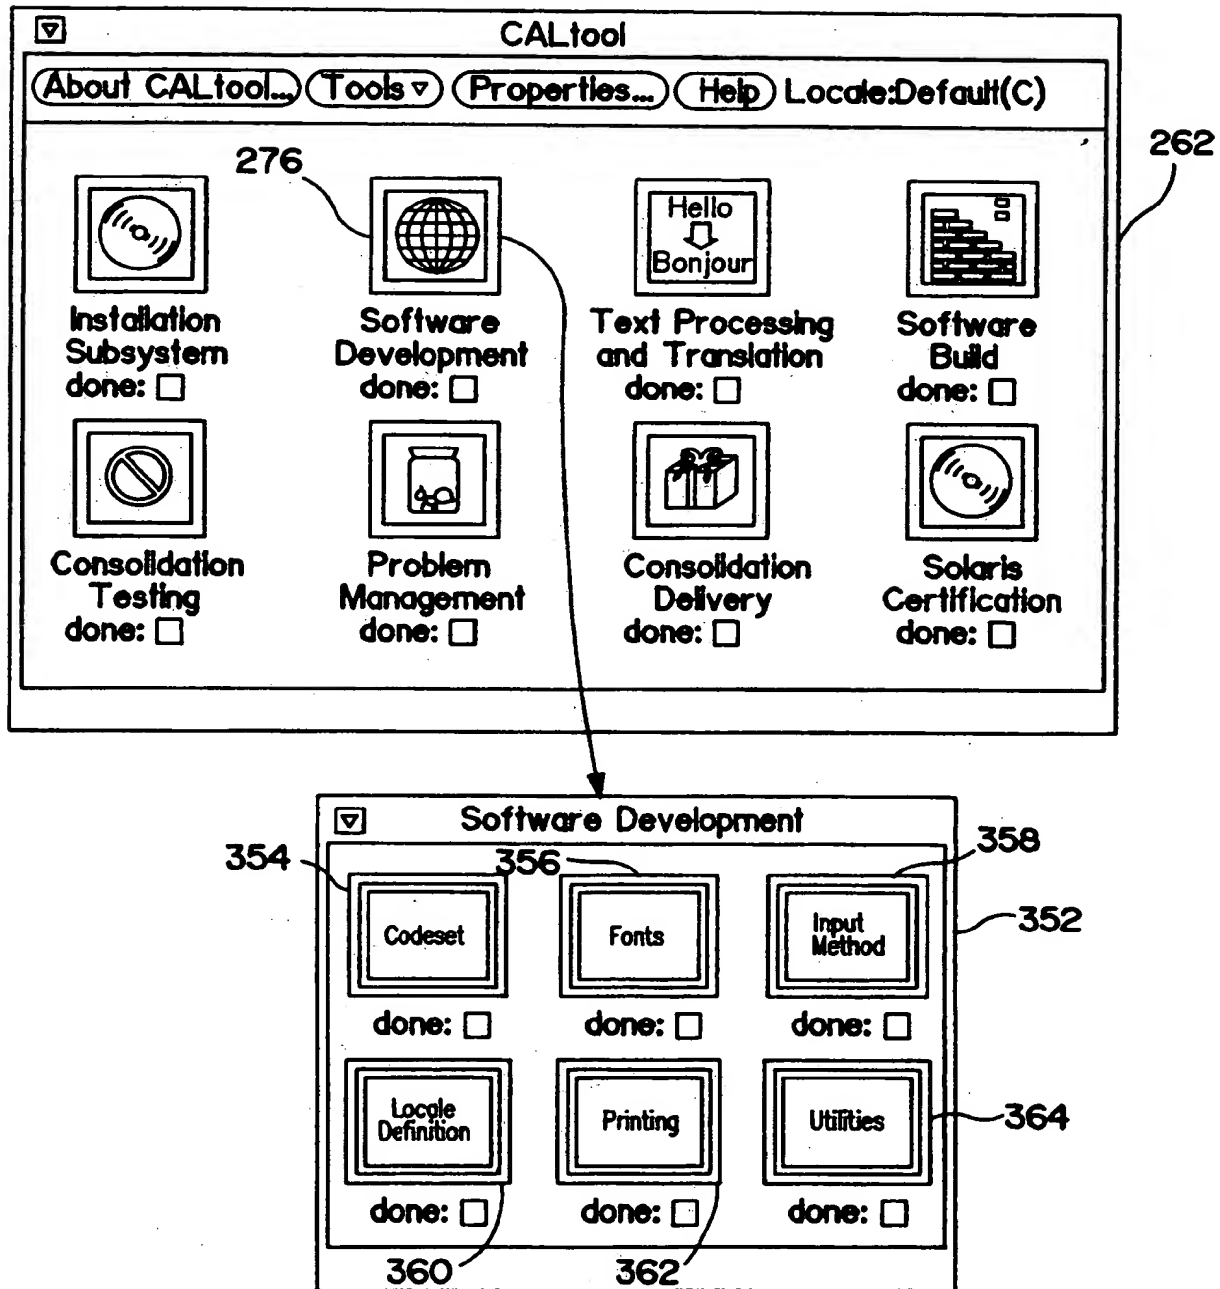 CALtool
About CALtool... Tools Properties... Help Locale:Default(C)
262
276
Hello
Bonjour
Installation Subsystem
done:
Software Development
done:
Text Processing and Translation
done:
Software Build
done:
Consolidation Testing
done:
Problem Management
done:
Consolidation Delivery
done:
Solaris Certification
done:
Software Development
354
356
358
352
Codeset
Fonts
Input Method
done: done: done:
Locale Definition
Printing
Utilities
364
done: done: done:
360
362